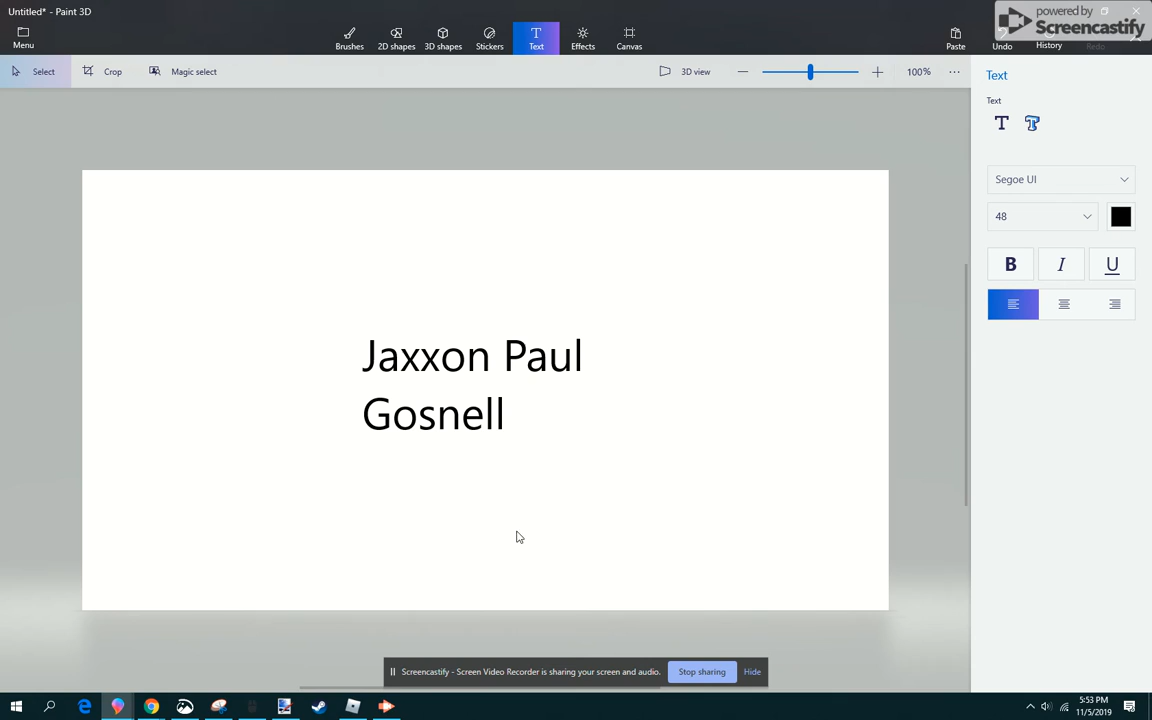 Untitled* - Paint 3D
powered by
Screencastify
Menu
Brushes
2D shapes
3D shapes
Stickers
Text
Effects
Canvas
Paste
Undo
History
Redo
Select
Crop
Magic select
3D view
100%
Text
Text
Segoe UI
48
B I U
Jaxxon Paul
Gosnell
Screencastify - Screen Video Recorder is sharing your screen and audio.
Stop sharing
Hide
5:53 PM
11/5/2019